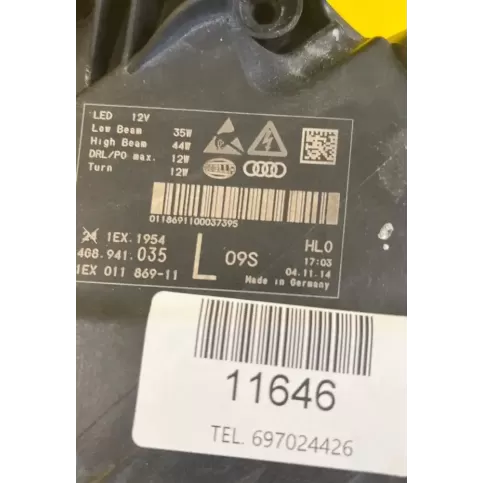 LED 12V
Low Beam 35W
High Beam 44W
DRL/PO max. 12W
Turn 12W
HELLA
0118691100037395
1EX.1954
4G8.941.035
1EX 011 869-11
L
09S
HL0
17:03
04.11.14
Made in Germany
11646
TEL. 697024426